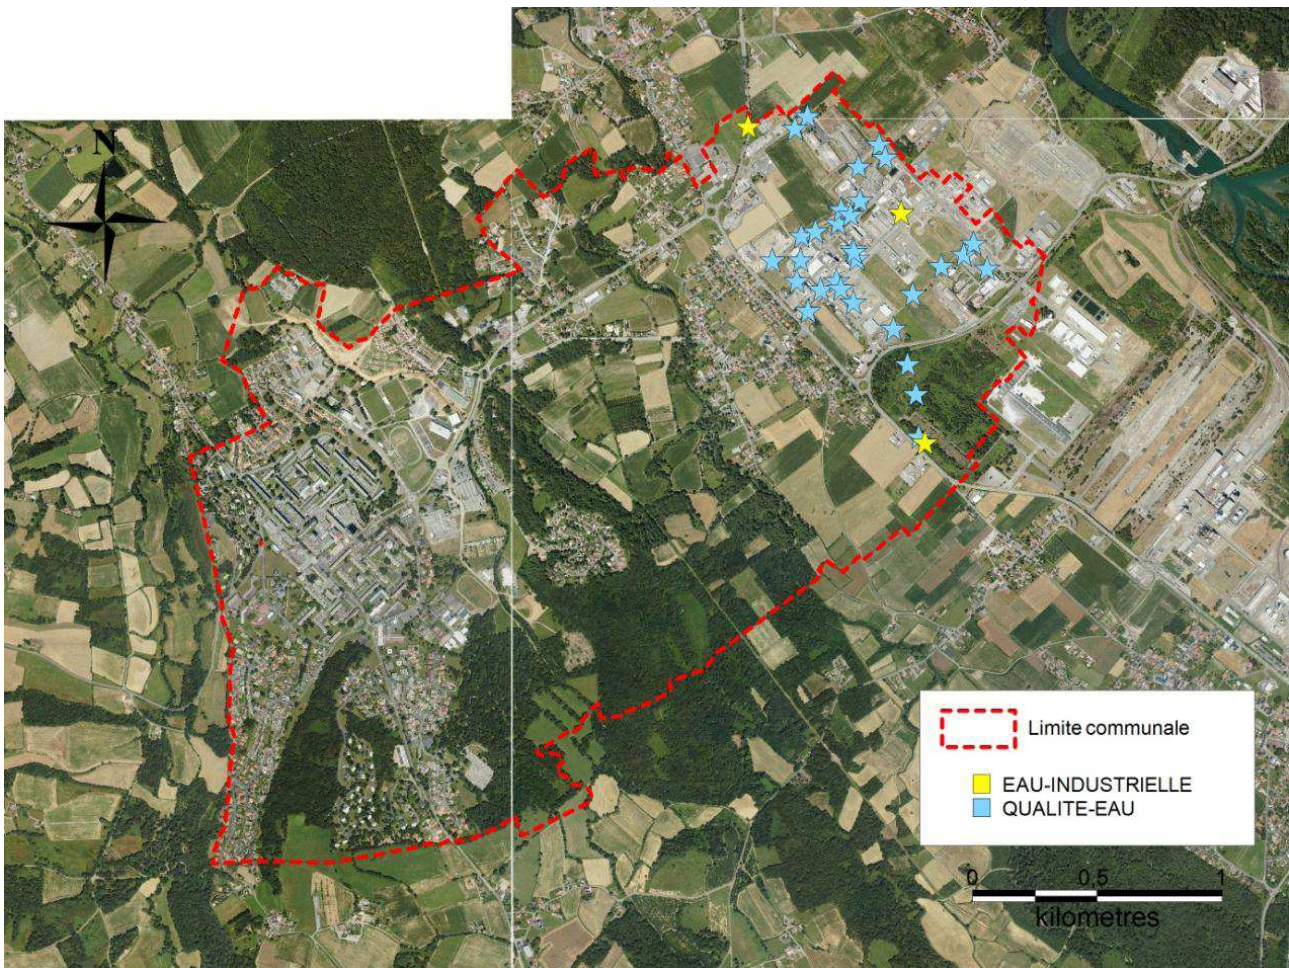 N
Limite communale
EAU-INDUSTRIELLE
QUALITE-EAU
0 0 5 1
kilometres